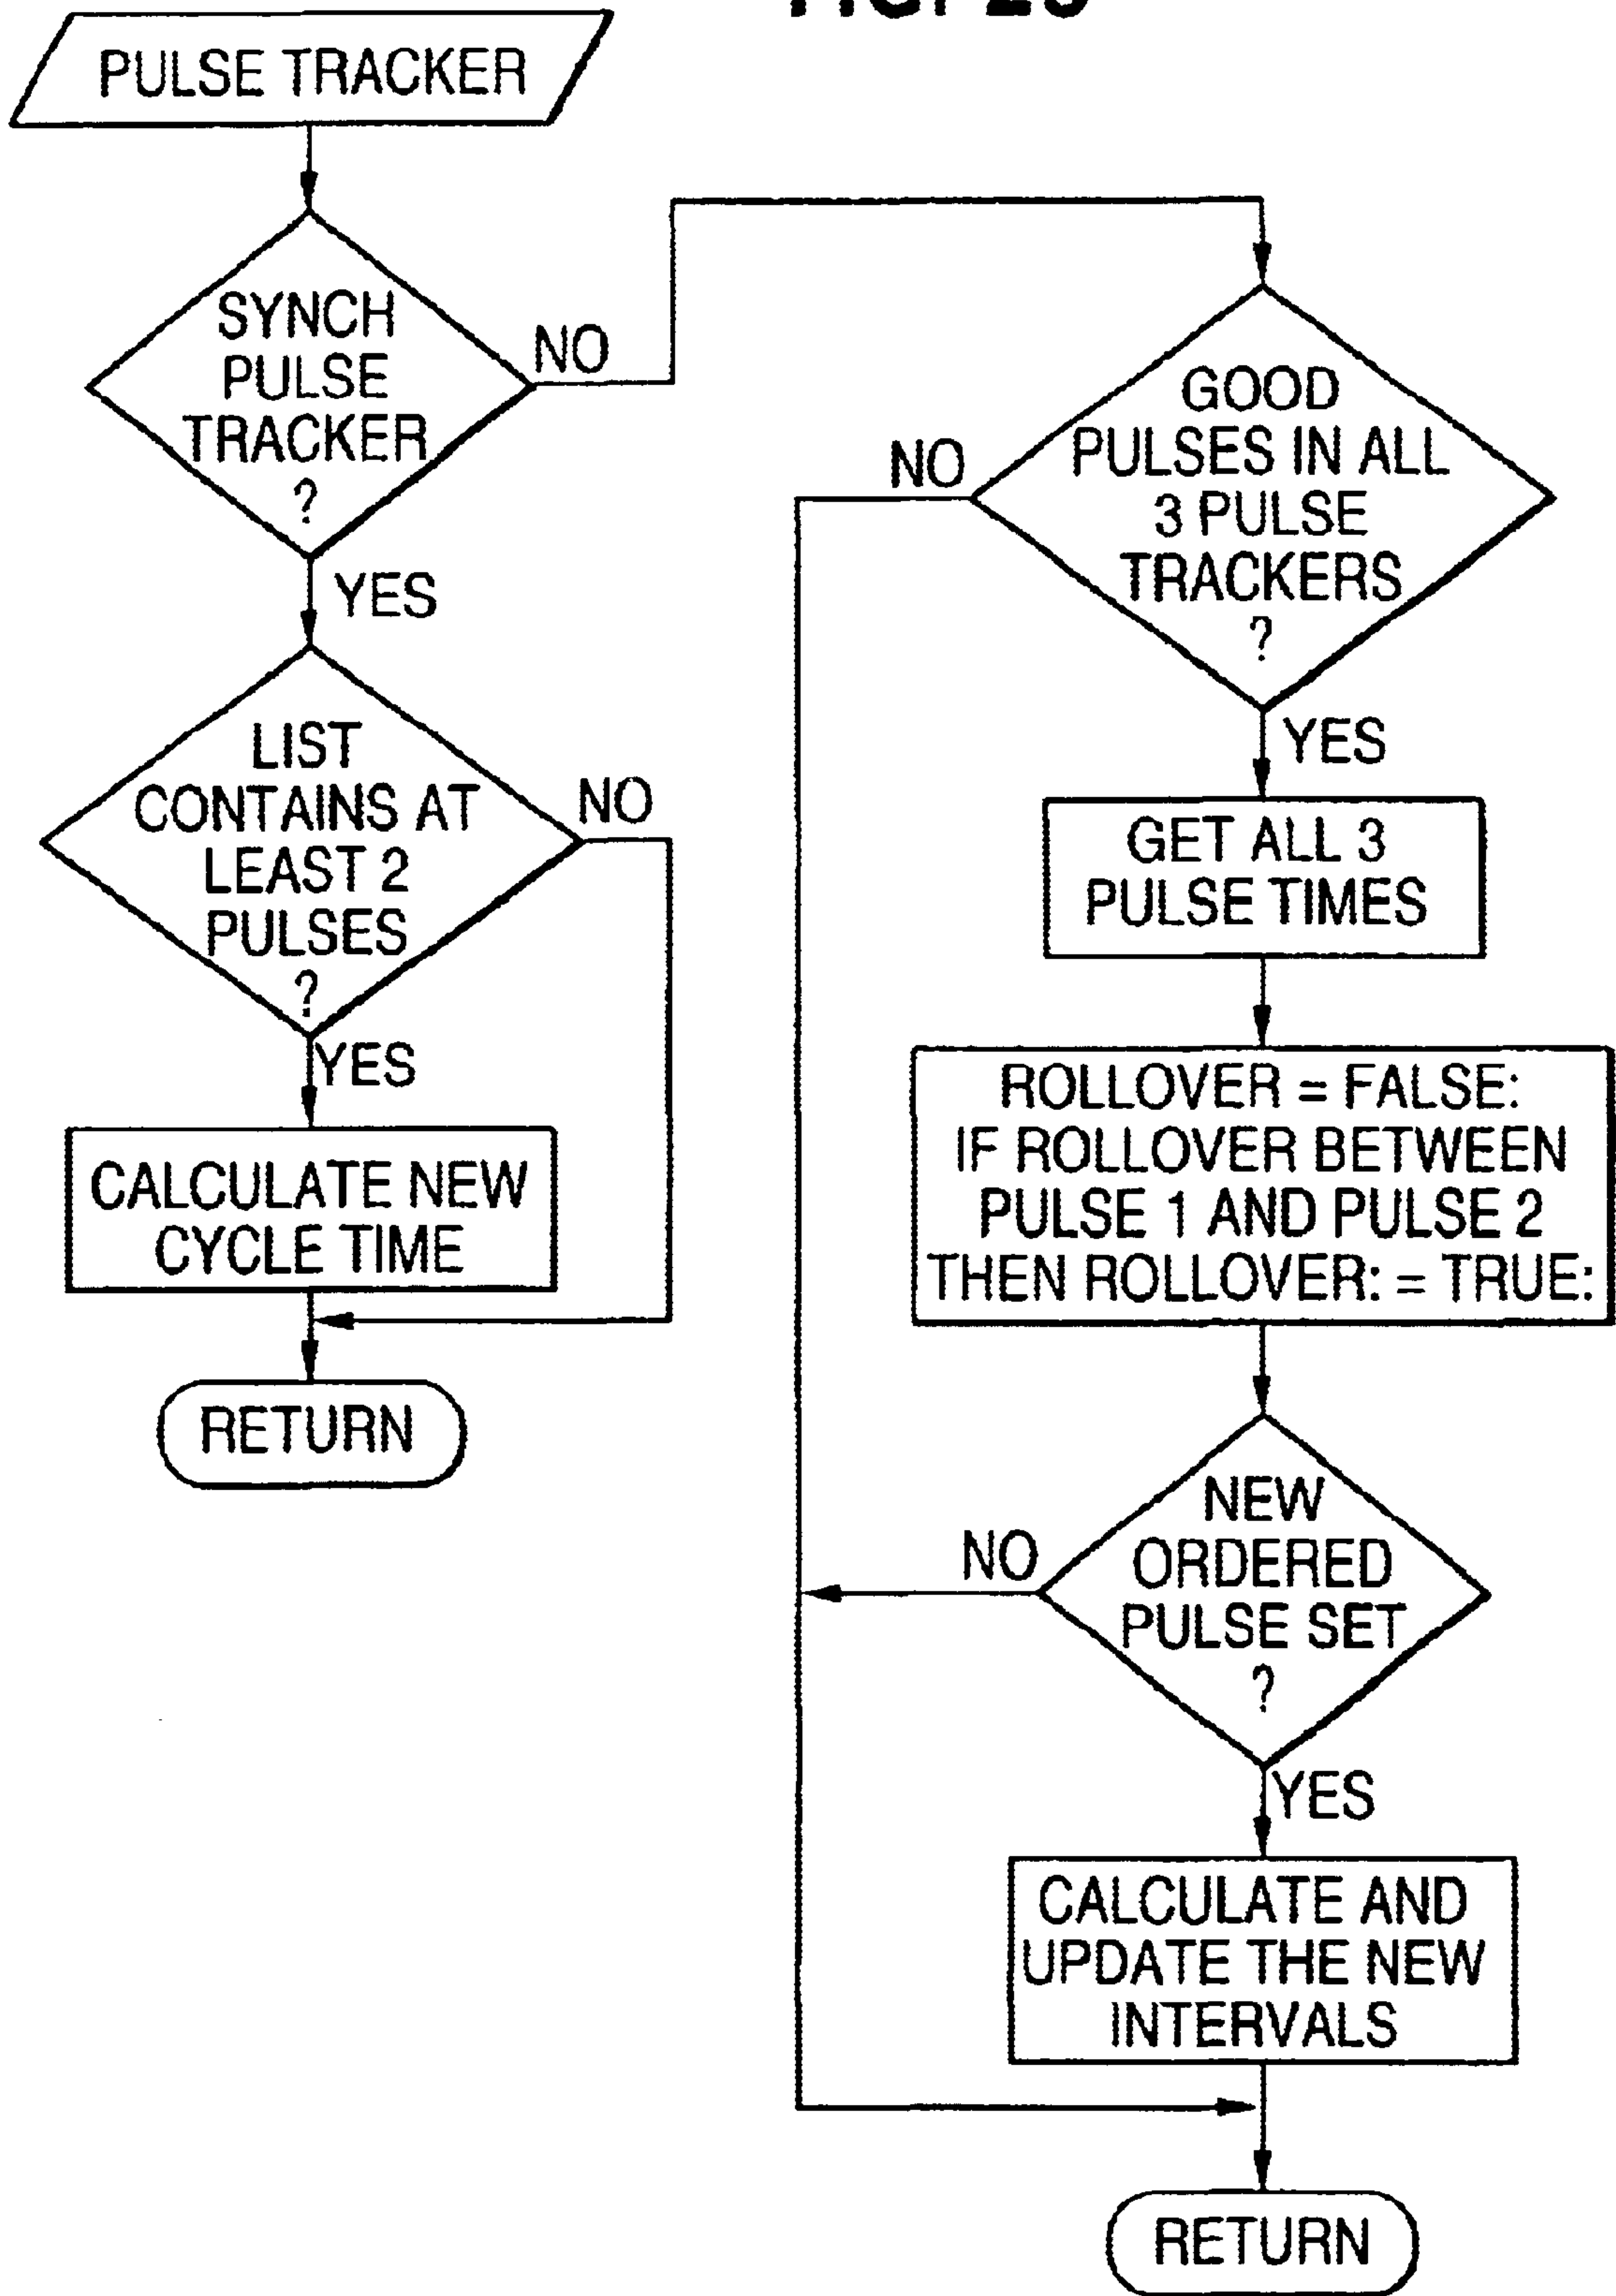 PULSE TRACKER
SYNCH
PULSE
TRACKER
?
NO
YES
LIST
CONTAINS AT
LEAST 2
PULSES
?
NO
YES
CALCULATE NEW
CYCLE TIME
RETURN
GOOD
PULSES IN ALL
3 PULSE
TRACKERS
?
NO
YES
GET ALL 3
PULSE TIMES
ROLLOVER = FALSE:
IF ROLLOVER BETWEEN
PULSE 1 AND PULSE 2
THEN ROLLOVER: = TRUE:
NEW
ORDERED
PULSE SET
?
NO
YES
CALCULATE AND
UPDATE THE NEW
INTERVALS
RETURN